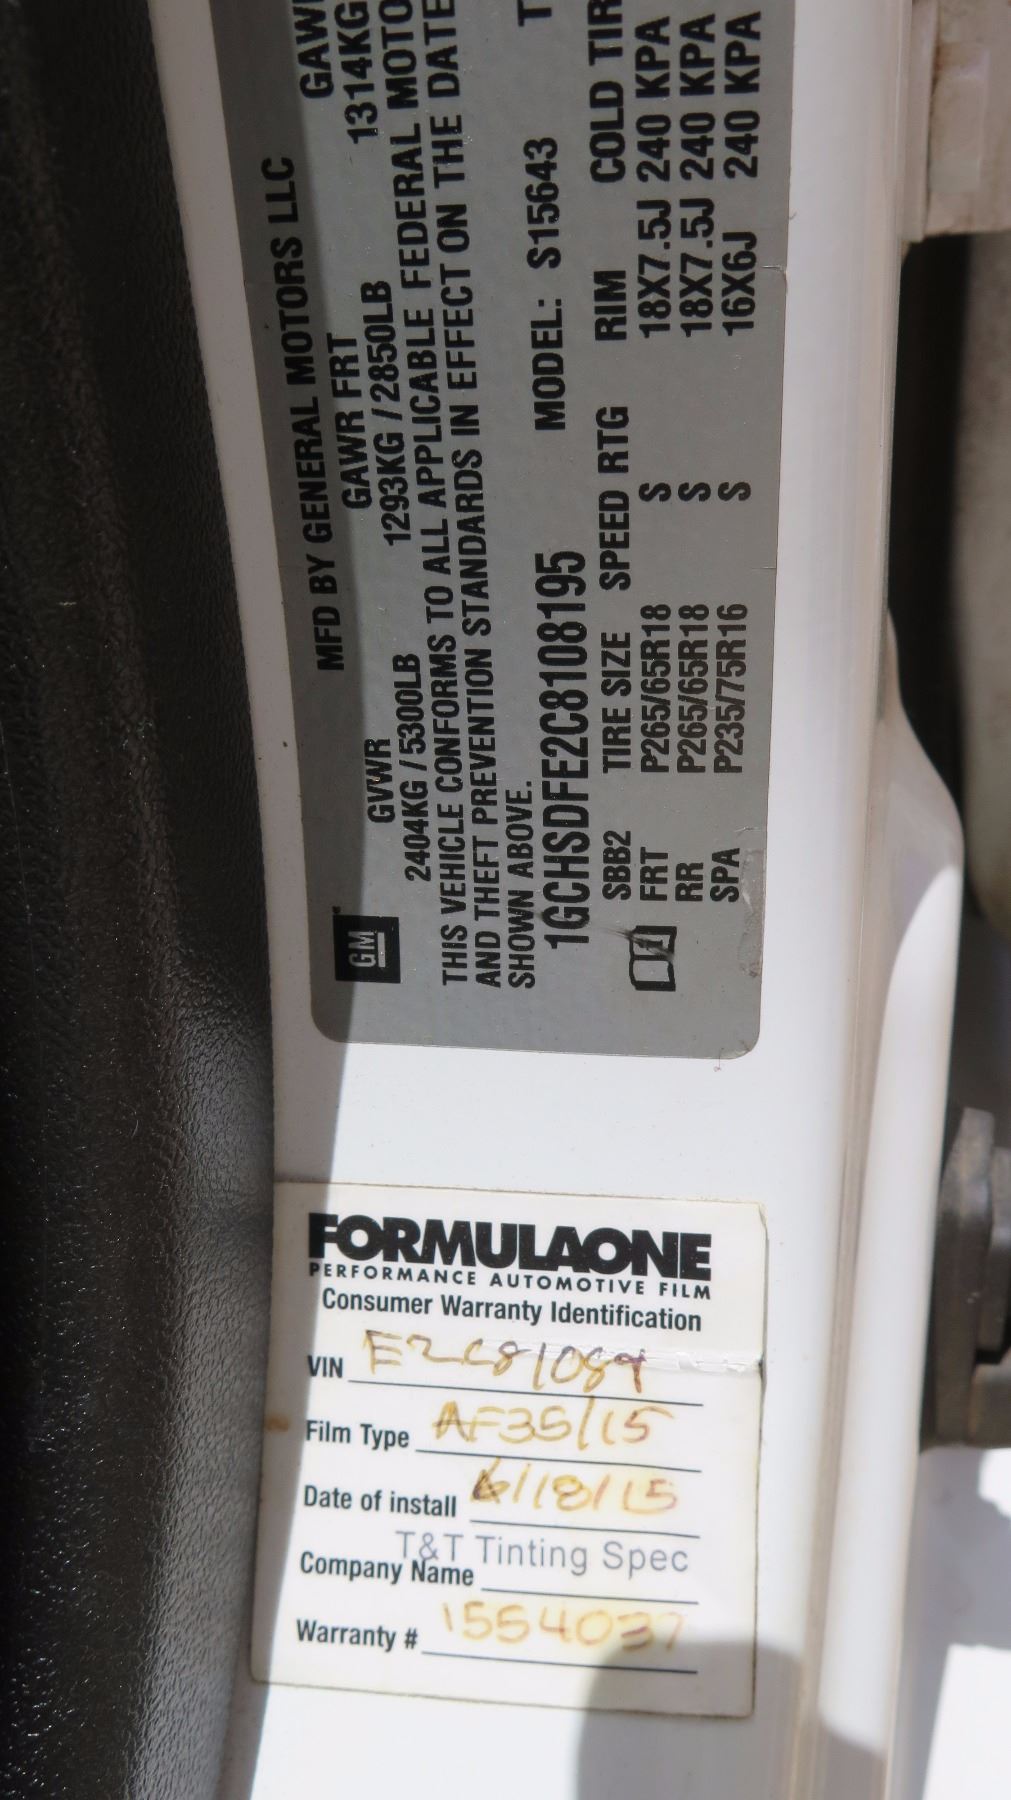 MFD BY GENERAL MOTORS LLC
GVWR GAWR FRT
2404KG / 5300LB 1293KG / 2850LB 1314KG
THIS VEHICLE CONFORMS TO ALL APPLICABLE FEDERAL MOTO
AND THEFT PREVENTION STANDARDS IN EFFECT ON THE DATE
SHOWN ABOVE.
1GCHSDFE2C8108195 MODEL: S15643 T
SBB2 TIRE SIZE SPEED RTG RIM COLD TIR
FRT P265/65R18 S 18X7.5J 240 KPA
RR P265/65R18 S 18X7.5J 240 KPA
SPA P235/75R16 S 16X6J 240 KPA
GM
FORMULAONE
PERFORMANCE AUTOMOTIVE FILM
Consumer Warranty Identification
VIN
Film Type AF35/15
Date of install 6/18/15
T&T Tinting Spec
Company Name
Warranty # 1554037